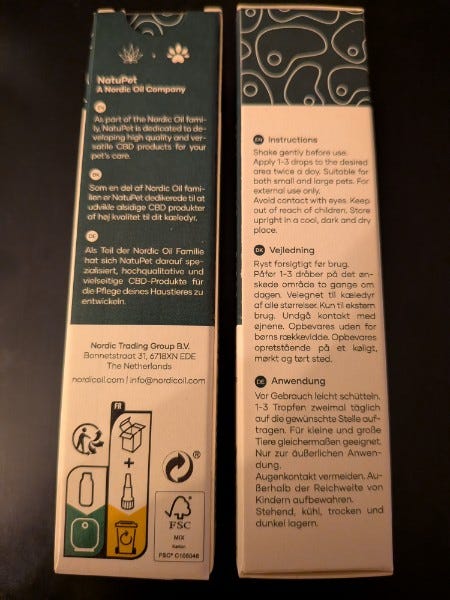 NatuPet
A Nordic Oil Company
EN
As part of the Nordic Oil fami-
ly, NatuPet is dedicated to de-
veloping high quality and ver-
satile CBD products for your
pet's care.
DK
Som en del af Nordic Oil fami-
lien er NatuPet dedikerede til at
udvikle alsidige CBD produkter
af høj kvalitet til dit kæledyr.
DE
Als Teil der Nordic Oil Familie
hat sich NatuPet darauf spe-
zialisiert, hochqualitative und
vielseitige CBD-Produkte für
die Pflege deines Haustieres zu
entwickeln.
Nordic Trading Group B.V.
Bonnetstraat 31, 6718XN EDE
The Netherlands
nordicoil.com | info@nordicoil.com
FR
+
®
FSC
MIX
Karton
EN Instructions
Shake gently before use.
Apply 1-3 drops to the desired
area twice a day. Suitable for
both small and large pets. For
external use only.
Avoid contact with eyes. Keep
out of reach of children. Store
upright in a cool, dark and dry
place.
DK Vejledning
Ryst forsigtigt før brug.
Påfør 1-3 dråber på det øn-
skede område to gange om
dagen. Velegnet til kæledyr
af alle størrelser. Kun til ekstern
brug. Undgå kontakt med
øjnene. Opbevares uden for
børns rækkevidde. Opbevares
opretstående på et køligt,
mørkt og tørt sted.
DE Anwendung
Vor Gebrauch leicht schütteln.
1-3 Tropfen zweimal täglich
auf die gewünschte Stelle auf-
tragen. Für kleine und große
Tiere gleichermaßen geeignet.
Nur zur äußerlichen Anwen-
dung.
Augenkontakt vermeiden. Au-
ßerhalb der Reichweite von
Kindern aufbewahren.
Stehend, kühl, trocken und
dunkel lagern.